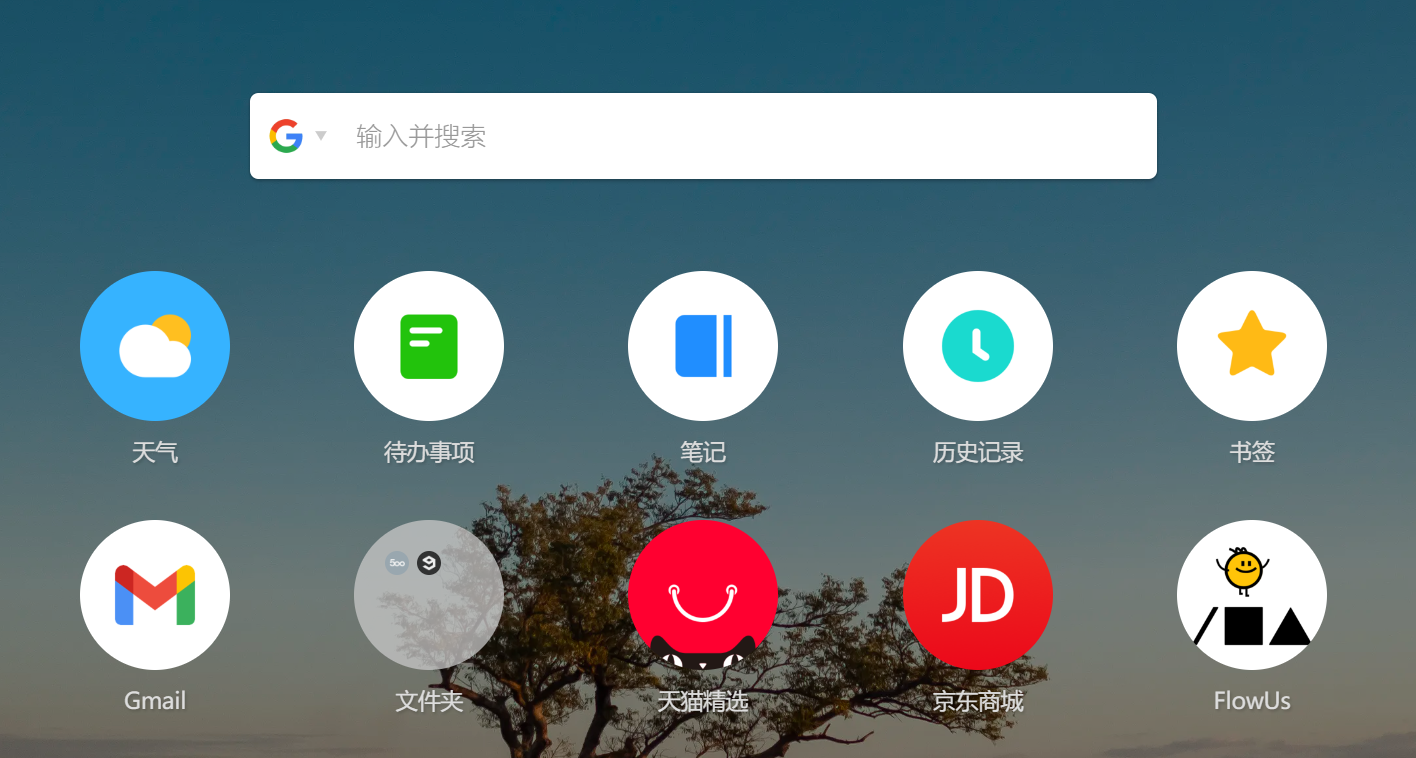 输入并搜索
天气
待办事项
笔记
历史记录
书签
500
JD
Gmail
文件夹
天猫精选
京东商城
FlowUs